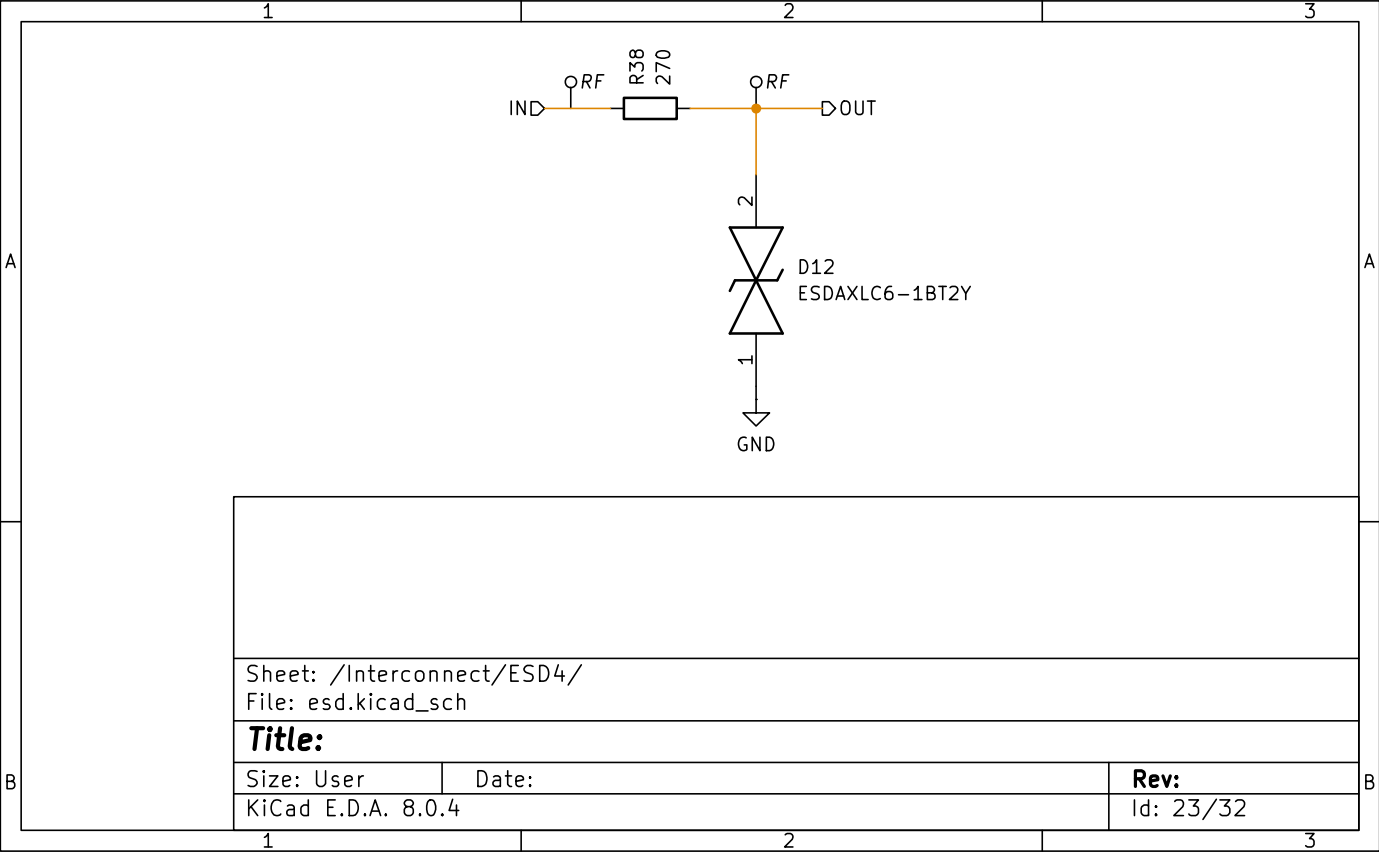 1 2 3
R38
270
RF
RF
IN
OUT
2
A
A
D12
ESDAXLC6-1BT2Y
1
GND
Sheet: /Interconnect/ESD4/
File: esd.kicad_sch
Title:
Size: User Date: Rev:
B
B
KiCad E.D.A. 8.0.4 Id: 23/32
1 2 3